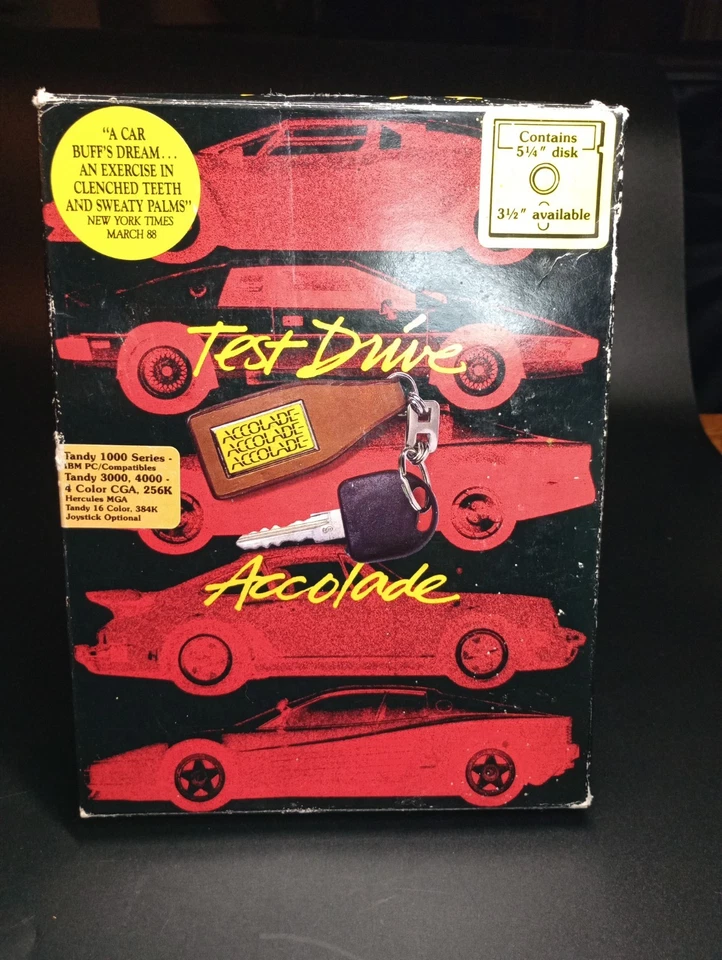 "A CAR
BUFF'S DREAM...
AN EXERCISE IN
CLENCHED TEETH
AND SWEATY PALMS"
NEW YORK TIMES
MARCH 88
Contains
5¼" disk
3½" available
Test Drive
ACCOLADE
ACCOLADE
ACCOLADE
Tandy 1000 Series -
IBM PC/Compatibles
Tandy 3000, 4000 -
4 Color CGA, 256K
Hercules MGA
Tandy 16 Color, 384K
Joystick Optional
Accolade